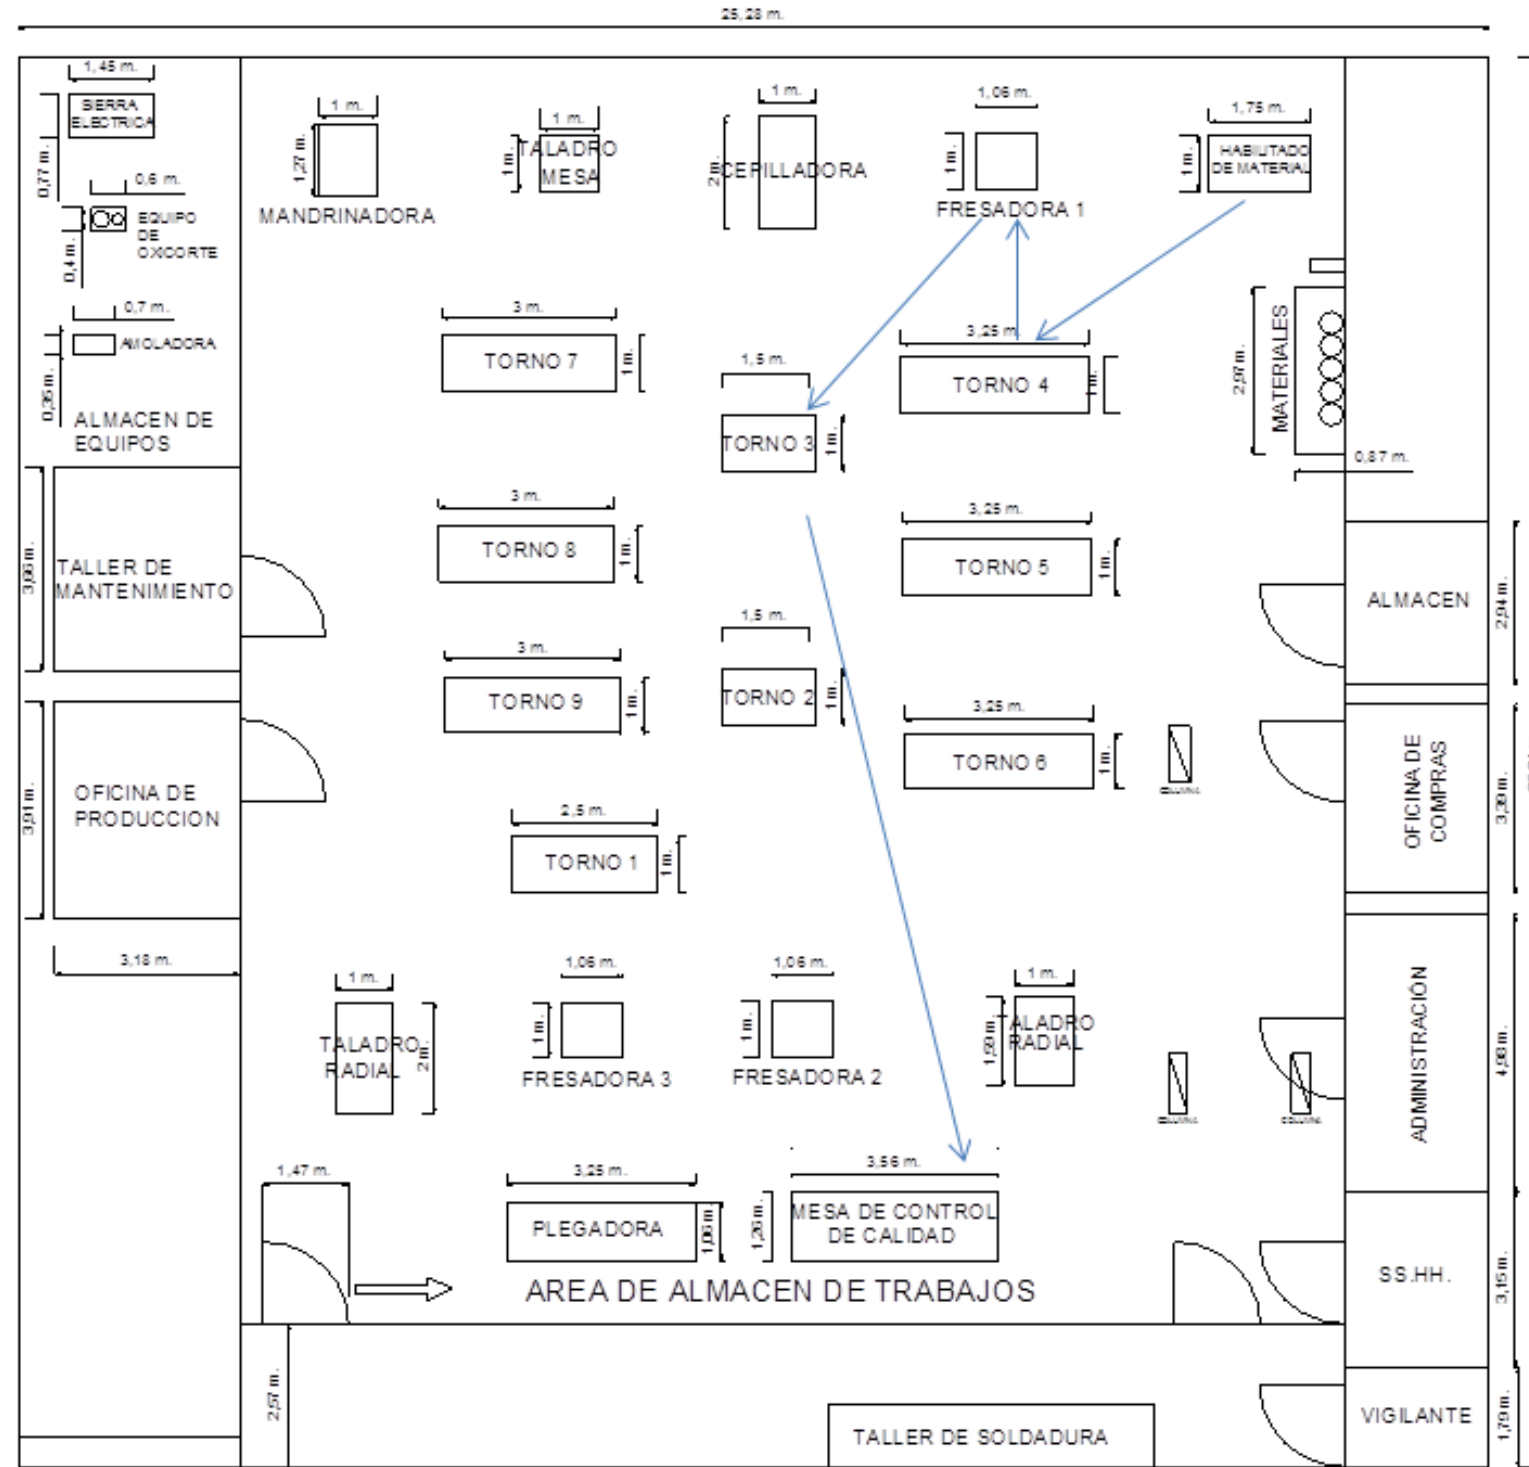 25,28 m.
1,45 m.
SIERRA
ELECTRICA
0,77 m.
0,6 m.
EQUIPO
DE
OXICORTE
0,4 m.
0,7 m.
AMOLADORA
0,35 m.
ALMACEN DE
EQUIPOS
1 m.
1,27 m.
MANDRINADORA
1 m.
1 m.
TALADRO
MESA
1 m.
2 m.
CEPILLADORA
1,06 m.
1 m.
FRESADORA 1
1,75 m.
1 m.
HABILITADO
DE MATERIAL
3 m.
TORNO 7
1 m.
1,5 m.
TORNO 3
1 m.
3,25 m.
TORNO 4
1 m.
2,97 m.
MATERIALES
0,87 m.
3,66 m.
TALLER DE
MANTENIMIENTO
3 m.
TORNO 8
1 m.
3,25 m.
TORNO 5
1 m.
ALMACEN
2,94 m.
3 m.
TORNO 9
1 m.
1,5 m.
TORNO 2
1 m.
3,25 m.
TORNO 6
1 m.
COLUMNA
OFICINA DE
COMPRAS
3,39 m.
3,91 m.
OFICINA DE
PRODUCCION
3,18 m.
2,5 m.
TORNO 1
1 m.
1 m.
TALADRO
RADIAL
2 m.
1,06 m.
1 m.
FRESADORA 3
1,06 m.
1 m.
FRESADORA 2
1 m.
1,59 m.
TALADRO
RADIAL
COLUMNA
COLUMNA
ADMINISTRACIÓN
4,98 m.
1,47 m.
3,25 m.
PLEGADORA
1,06 m.
3,56 m.
1,26 m.
MESA DE CONTROL
DE CALIDAD
AREA DE ALMACEN DE TRABAJOS
SS.HH.
3,15 m.
2,57 m.
TALLER DE SOLDADURA
VIGILANTE
1,79 m.